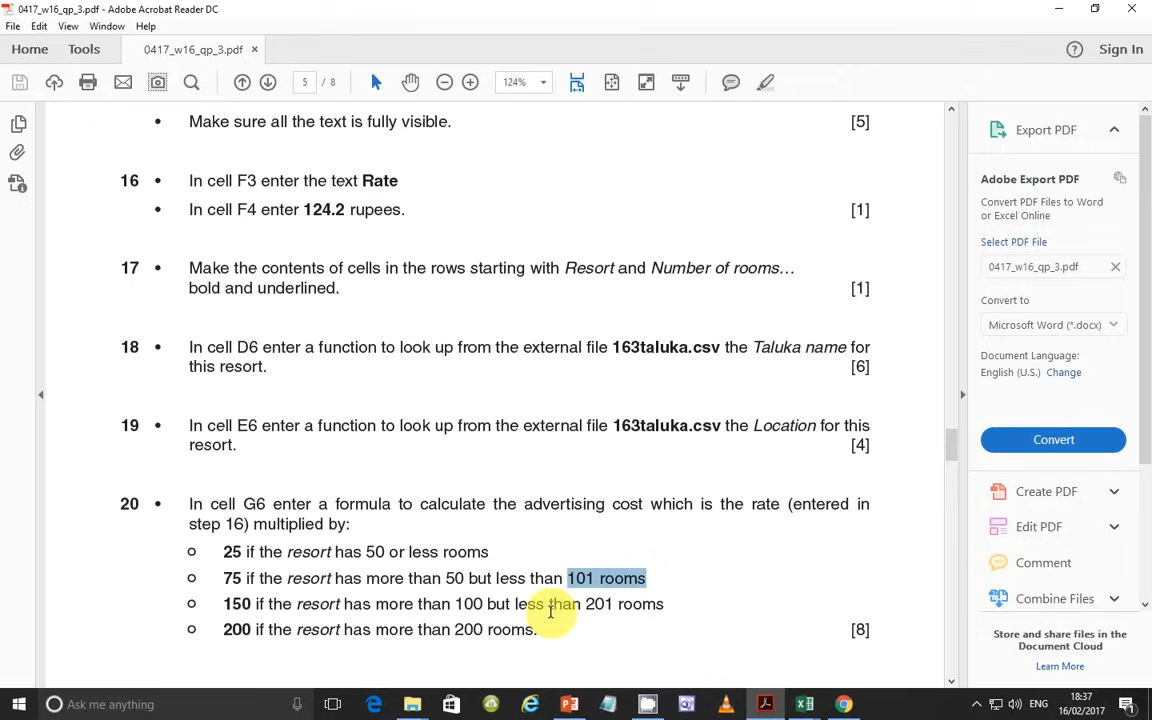 0417_w16_qp_3.pdf - Adobe Acrobat Reader DC
File Edit View Window Help
Home Tools 0417_w16_qp_3.pdf × Sign In
5 / 8 124%
• Make sure all the text is fully visible. [5]
16 • In cell F3 enter the text Rate
• In cell F4 enter 124.2 rupees. [1]
17 • Make the contents of cells in the rows starting with Resort and Number of rooms…
bold and underlined. [1]
18 • In cell D6 enter a function to look up from the external file 163taluka.csv the Taluka name for
this resort. [6]
19 • In cell E6 enter a function to look up from the external file 163taluka.csv the Location for this
resort. [4]
20 • In cell G6 enter a formula to calculate the advertising cost which is the rate (entered in
step 16) multiplied by:
25 if the resort has 50 or less rooms
75 if the resort has more than 50 but less than 101 rooms
150 if the resort has more than 100 but less than 201 rooms
200 if the resort has more than 200 rooms. [8]
Export PDF
Adobe Export PDF
Convert PDF Files to Word
or Excel Online
Select PDF File
0417_w16_qp_3.pdf
Convert to
Microsoft Word (*.docx)
Document Language:
English (U.S.) Change
Convert
Create PDF
Edit PDF
Comment
Combine Files
Store and share files in the
Document Cloud
Learn More
Ask me anything
ENG
18:37
16/02/2017